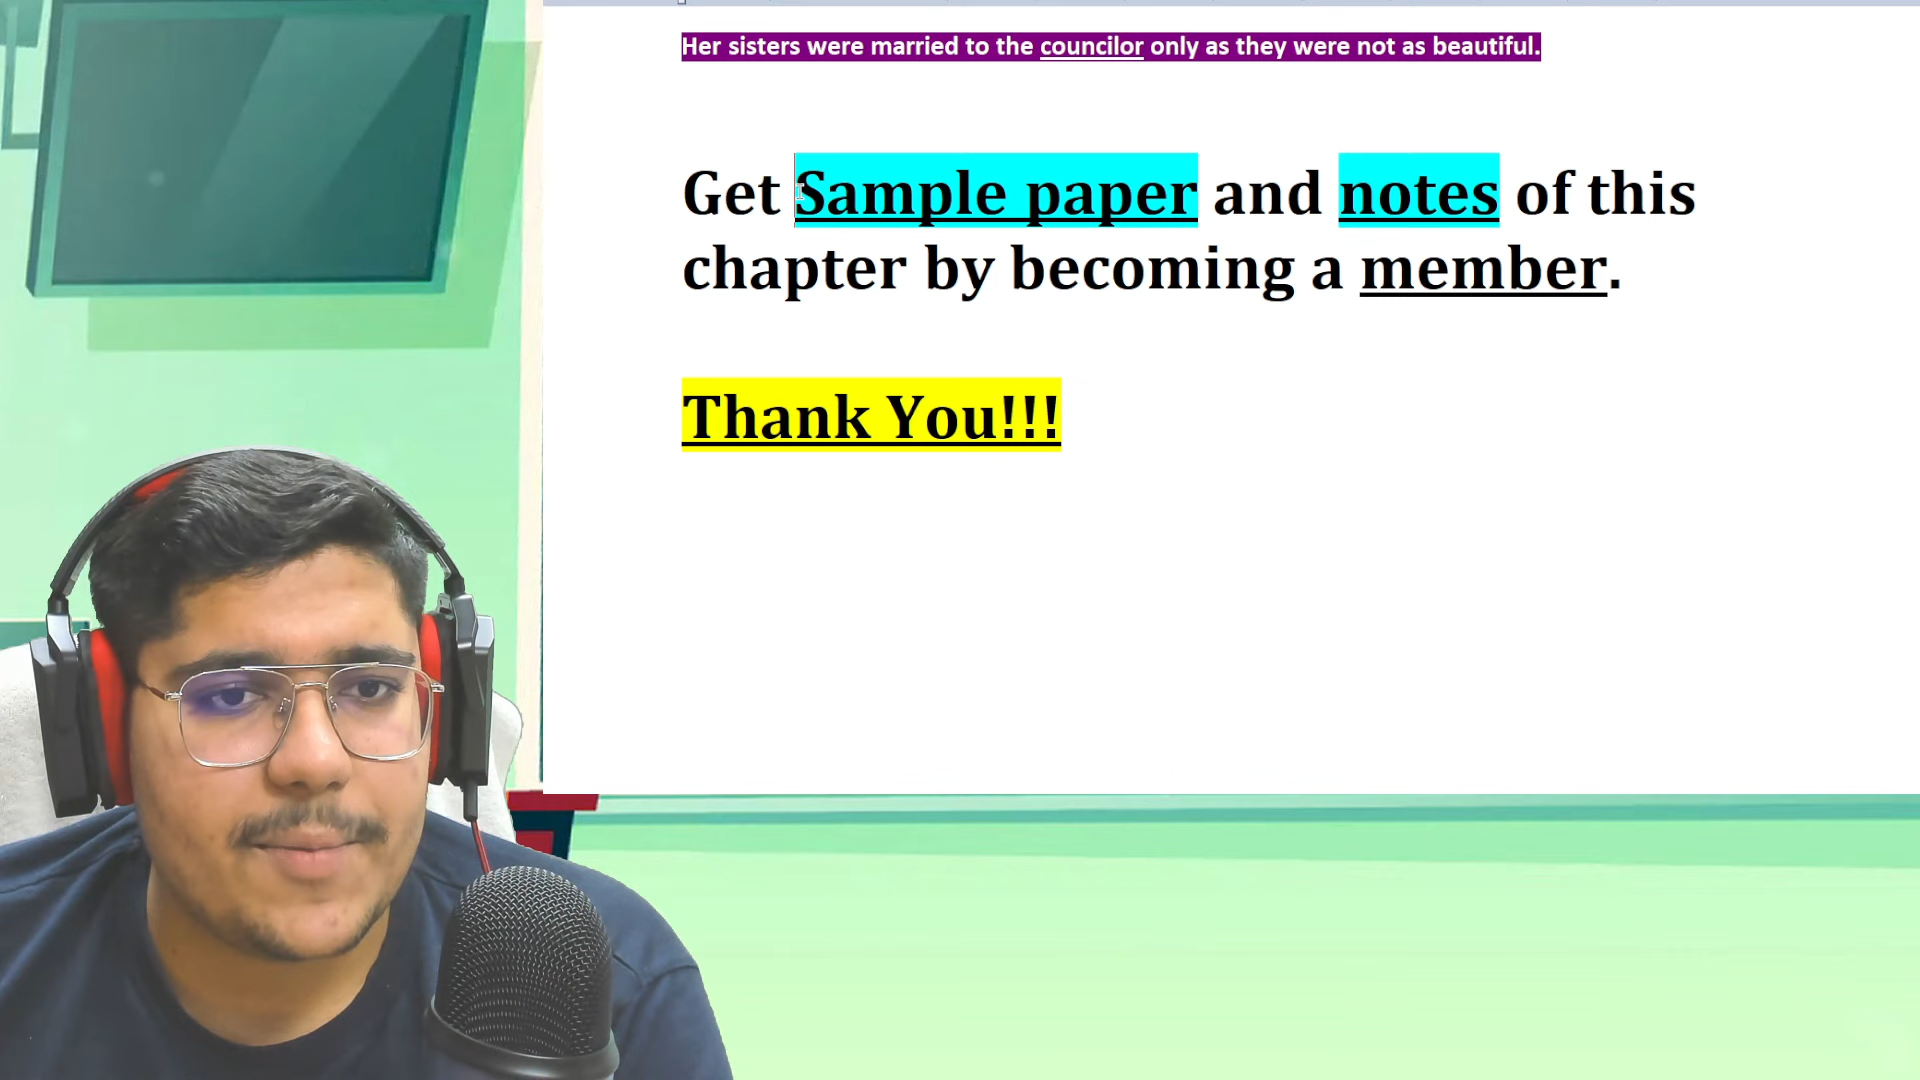 Her sisters were married to the councilor only as they were not as beautiful.
Get Sample paper and notes of this
chapter by becoming a member.
Thank You!!!